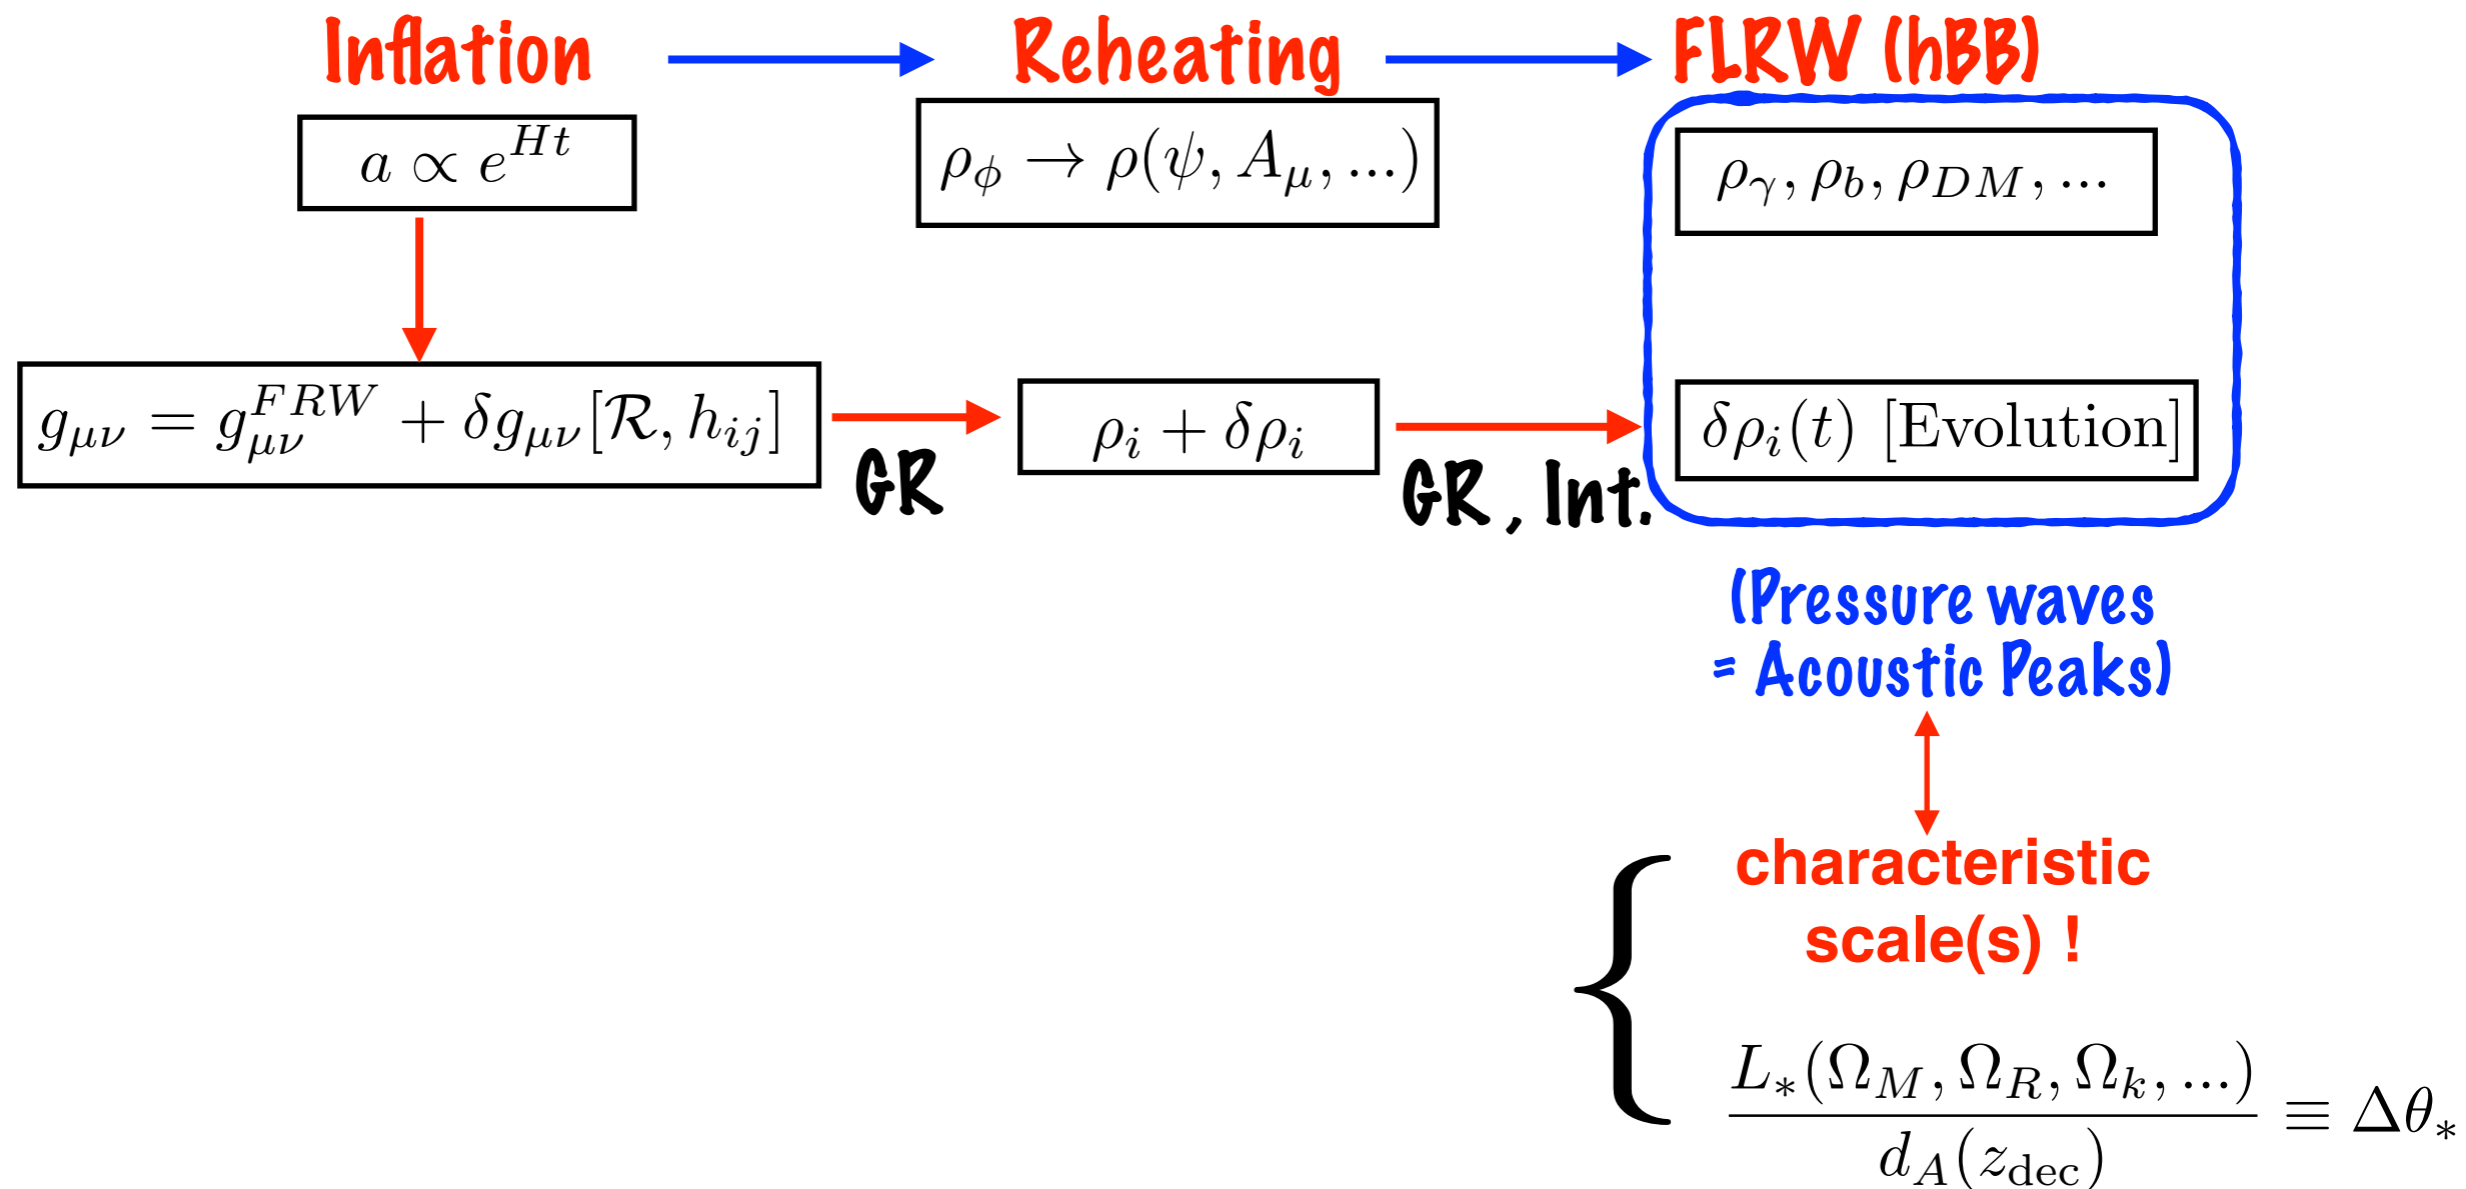 Inflation
Reheating
FLRW (hBB)
a ∝ e^{Ht}
ρ_ϕ → ρ(ψ, A_μ, ...)
ρ_γ, ρ_b, ρ_{DM}, ...
g_{μν} = g_{μν}^{FRW} + δg_{μν}[ℛ, h_{ij}]
GR
ρ_i + δρ_i
GR , Int.
δρ_i(t) [Evolution]
(Pressure waves
= Acoustic Peaks)
characteristic
scale(s) !
L_*(Ω_M, Ω_R, Ω_k, ...)
≡ Δθ_*
d_A(z_{dec})